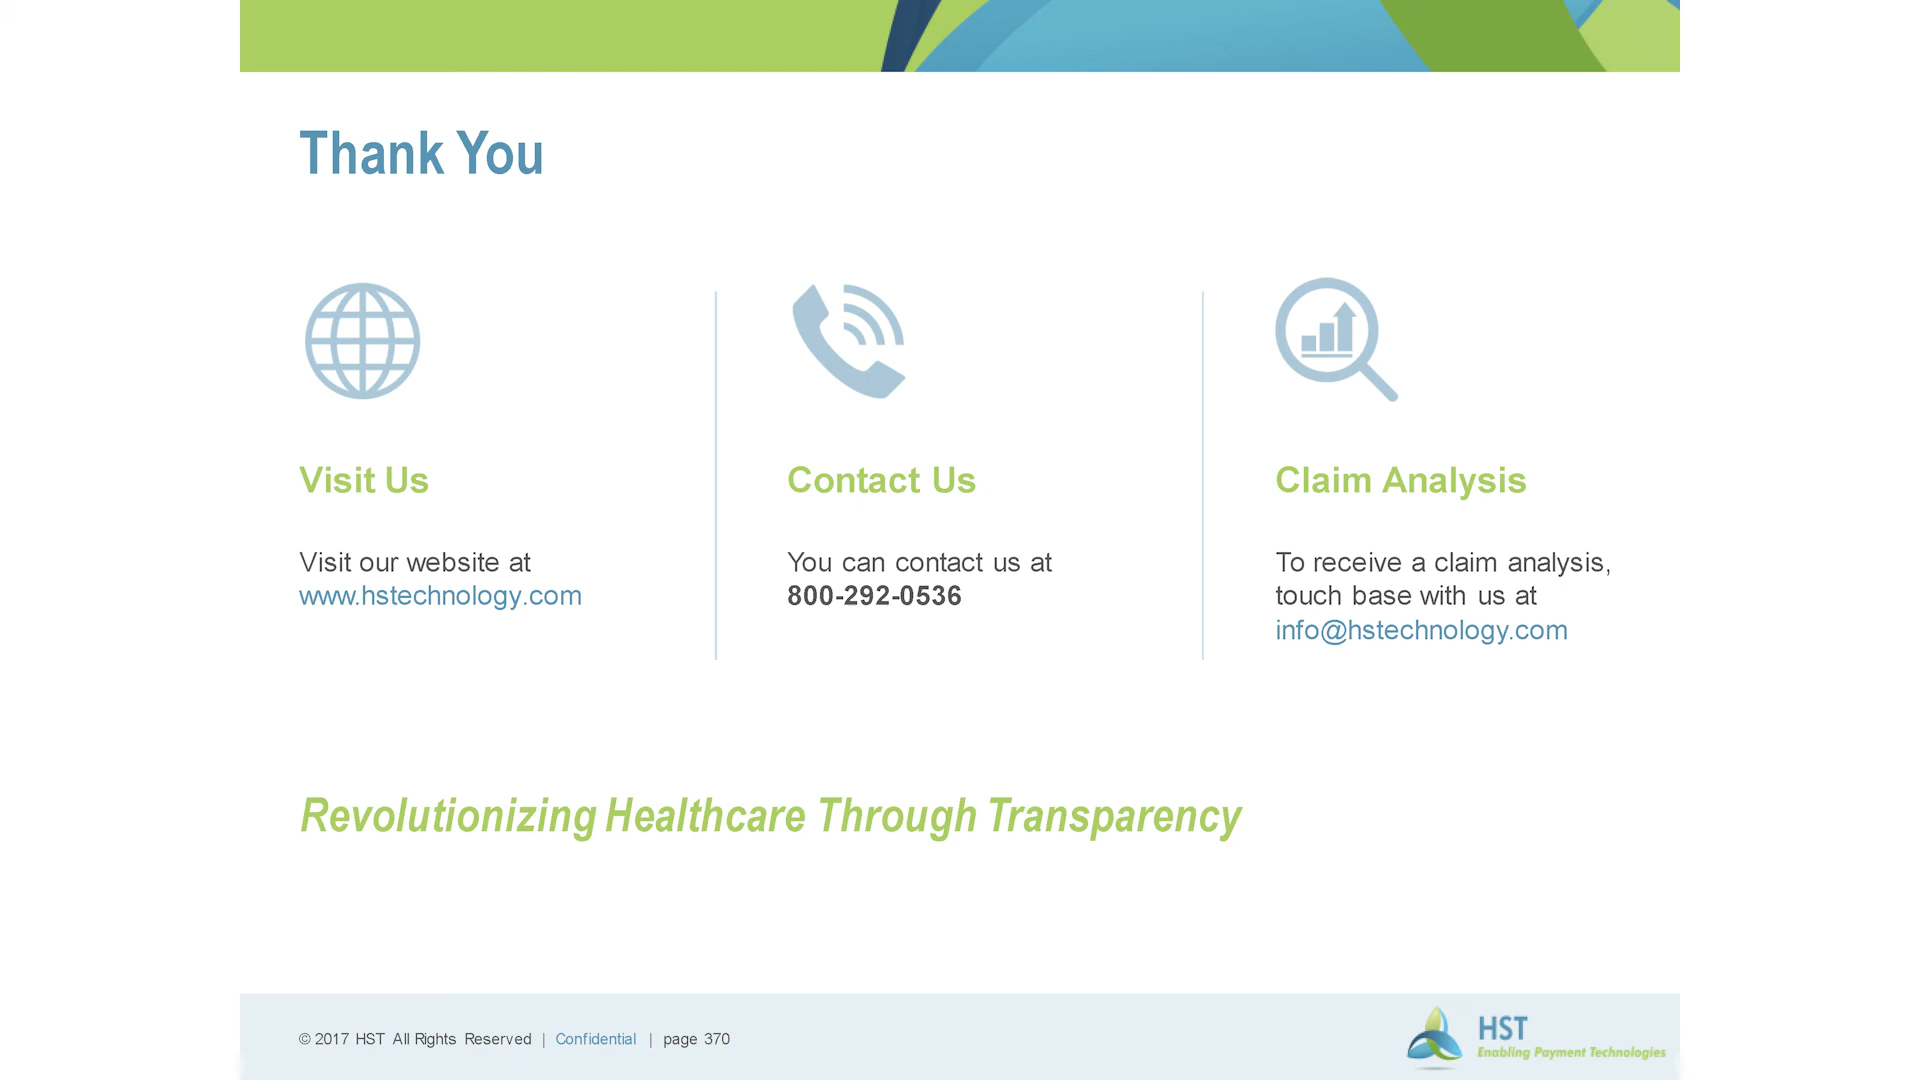 Thank You
Visit Us
Visit our website at
www.hstechnology.com
Contact Us
You can contact us at
800-292-0536
Claim Analysis
To receive a claim analysis,
touch base with us at
info@hstechnology.com
Revolutionizing Healthcare Through Transparency
© 2017 HST All Rights Reserved | Confidential | page 370
HST
Enabling Payment Technologies